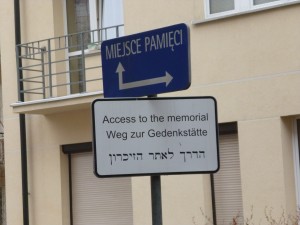 MIEJSCE PAMIĘCI
Access to the memorial
Weg zur Gedenkstätte
הדרך לאתר הזיכרון